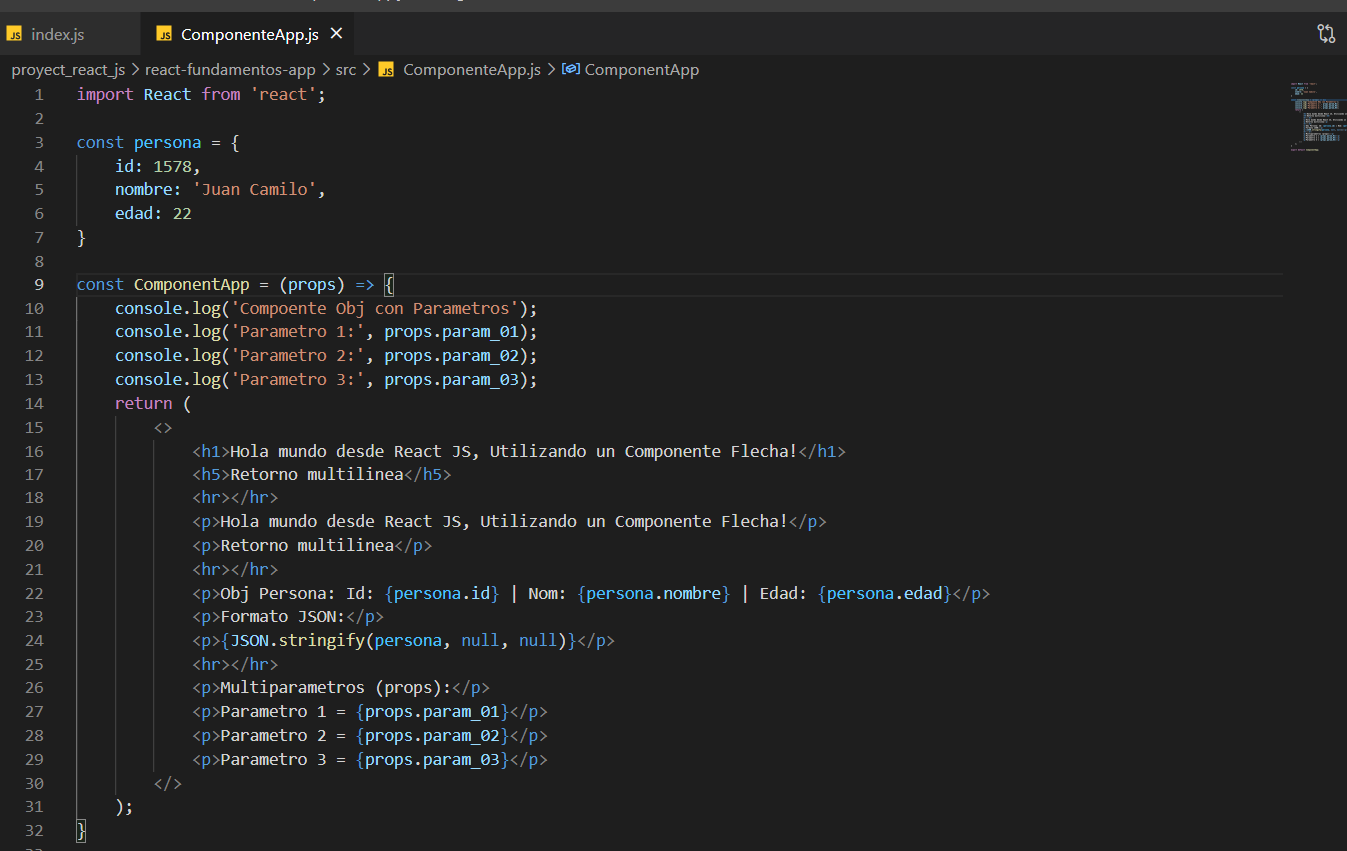 JS index.js
JS ComponenteApp.js ×
proyect_react_js > react-fundamentos-app > src > JS ComponenteApp.js > ComponentApp
1 import React from 'react';
2
3 const persona = {
4 id: 1578,
5 nombre: 'Juan Camilo',
6 edad: 22
7 }
8
9 const ComponentApp = (props) => {
10 console.log('Compoente Obj con Parametros');
11 console.log('Parametro 1:', props.param_01);
12 console.log('Parametro 2:', props.param_02);
13 console.log('Parametro 3:', props.param_03);
14 return (
15 <>
16 <h1>Hola mundo desde React JS, Utilizando un Componente Flecha!</h1>
17 <h5>Retorno multilinea</h5>
18 <hr></hr>
19 <p>Hola mundo desde React JS, Utilizando un Componente Flecha!</p>
20 <p>Retorno multilinea</p>
21 <hr></hr>
22 <p>Obj Persona: Id: {persona.id} | Nom: {persona.nombre} | Edad: {persona.edad}</p>
23 <p>Formato JSON:</p>
24 <p>{JSON.stringify(persona, null, null)}</p>
25 <hr></hr>
26 <p>Multiparametros (props):</p>
27 <p>Parametro 1 = {props.param_01}</p>
28 <p>Parametro 2 = {props.param_02}</p>
29 <p>Parametro 3 = {props.param_03}</p>
30 </>
31 );
32 }